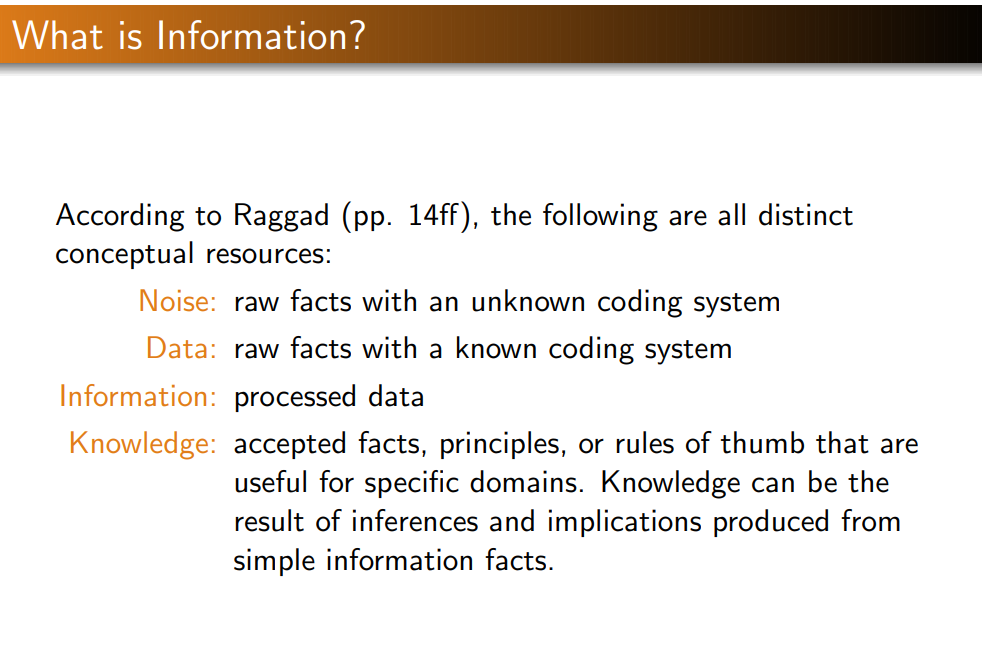 What is Information?
According to Raggad (pp. 14ff), the following are all distinct
conceptual resources:
Noise: raw facts with an unknown coding system
Data: raw facts with a known coding system
Information: processed data
Knowledge: accepted facts, principles, or rules of thumb that are
useful for specific domains. Knowledge can be the
result of inferences and implications produced from
simple information facts.